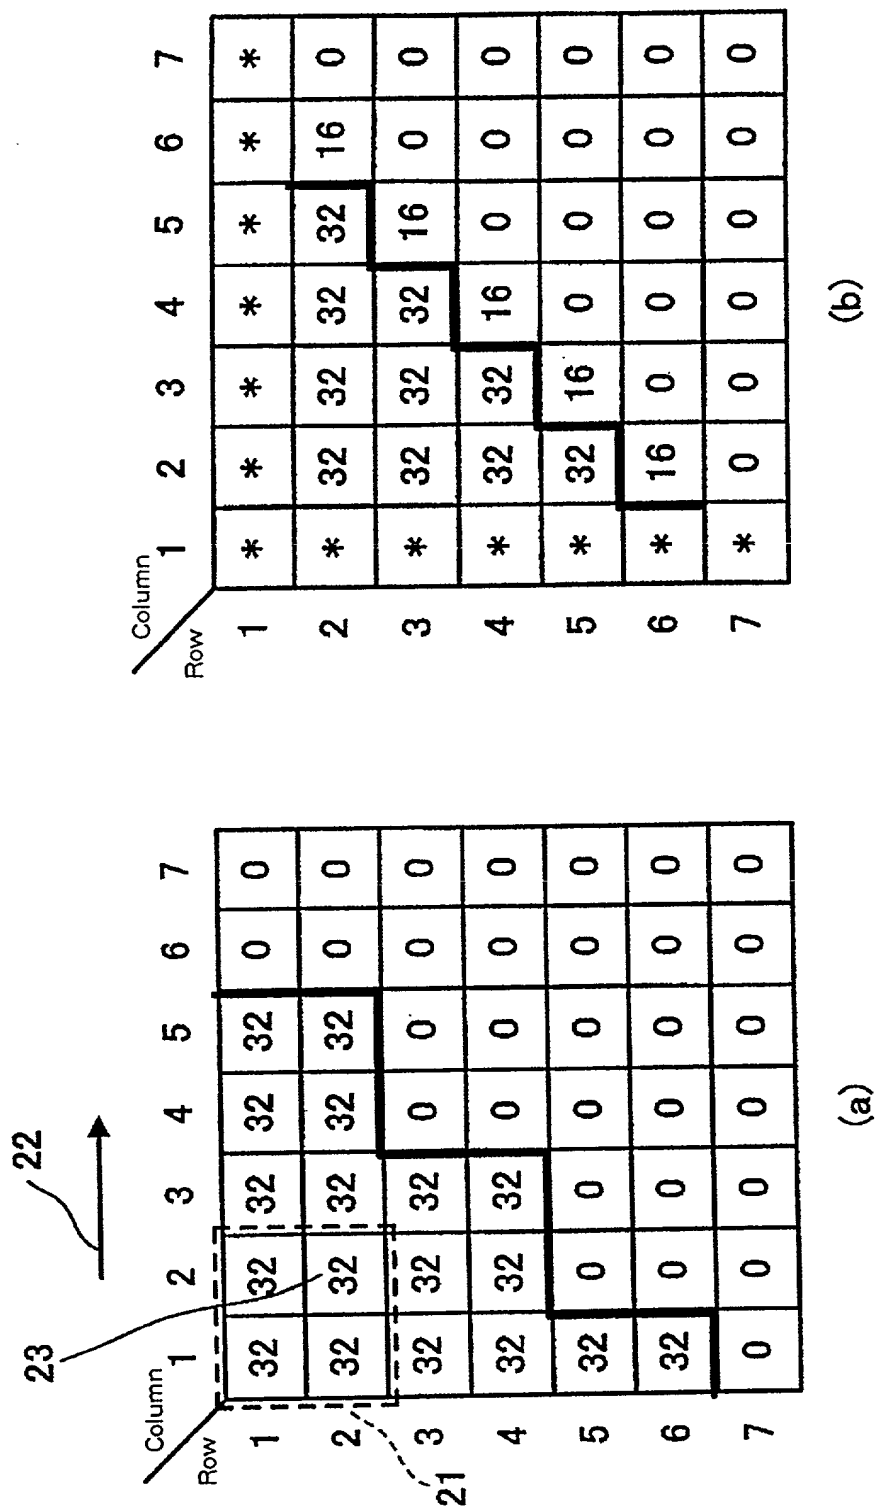 22
23
21
Column 1 2 3 4 5 6 7
Row
1 32 32 32 32 32 0 0
2 32 32 32 32 32 0 0
3 32 32 32 0 0 0 0
4 32 32 32 0 0 0 0
5 32 0 0 0 0 0 0
6 32 0 0 0 0 0 0
7 0 0 0 0 0 0 0
(a)
Column 1 2 3 4 5 6 7
Row
1 * * * * * * *
2 * 32 32 32 32 16 0
3 * 32 32 32 16 0 0
4 * 32 32 16 0 0 0
5 * 32 16 0 0 0 0
6 * 16 0 0 0 0 0
7 * 0 0 0 0 0 0
(b)